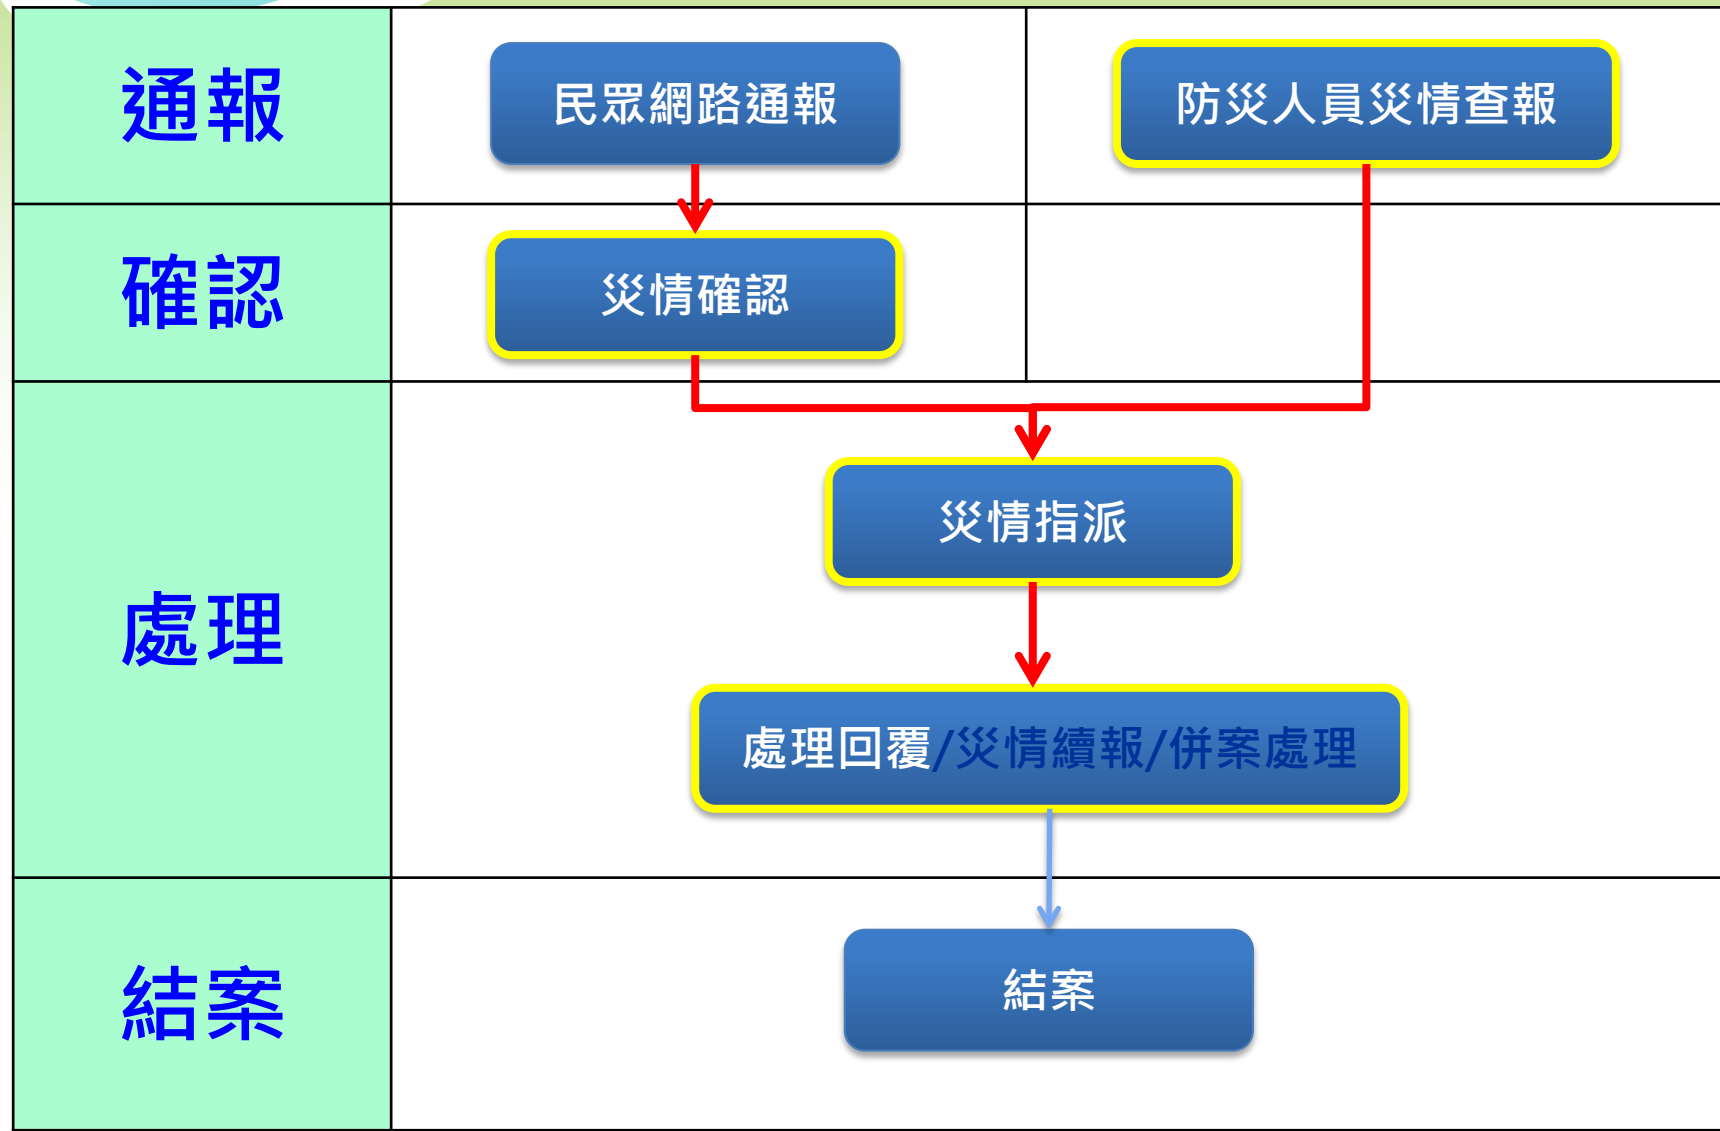 通報
民眾網路通報
防災人員災情查報
確認
災情確認
處理
災情指派
處理回覆/災情續報/併案處理
結案
結案